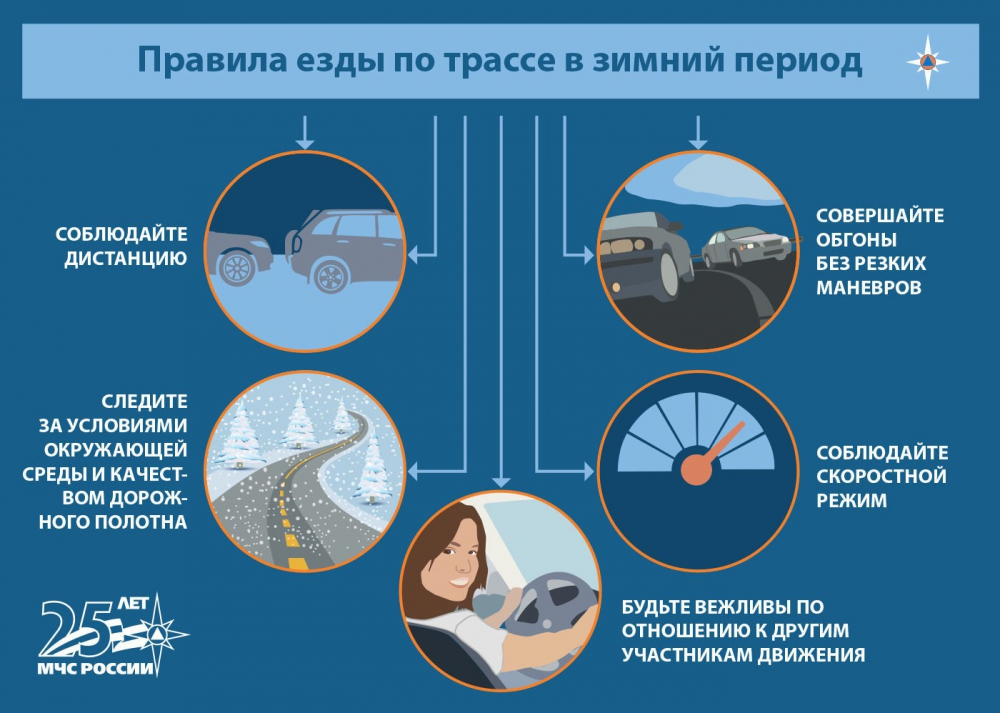 Правила езды по трассе в зимний период
СОБЛЮДАЙТЕ
ДИСТАНЦИЮ
СОВЕРШАЙТЕ
ОБГОНЫ
БЕЗ РЕЗКИХ
МАНЕВРОВ
СЛЕДИТЕ
ЗА УСЛОВИЯМИ
ОКРУЖАЮЩЕЙ
СРЕДЫ И КАЧЕСТ-
ВОМ ДОРОЖ-
НОГО ПОЛОТНА
СОБЛЮДАЙТЕ
СКОРОСТНОЙ
РЕЖИМ
БУДЬТЕ ВЕЖЛИВЫ ПО
ОТНОШЕНИЮ К ДРУГИМ
УЧАСТНИКАМ ДВИЖЕНИЯ
25 ЛЕТ
МЧС РОССИИ